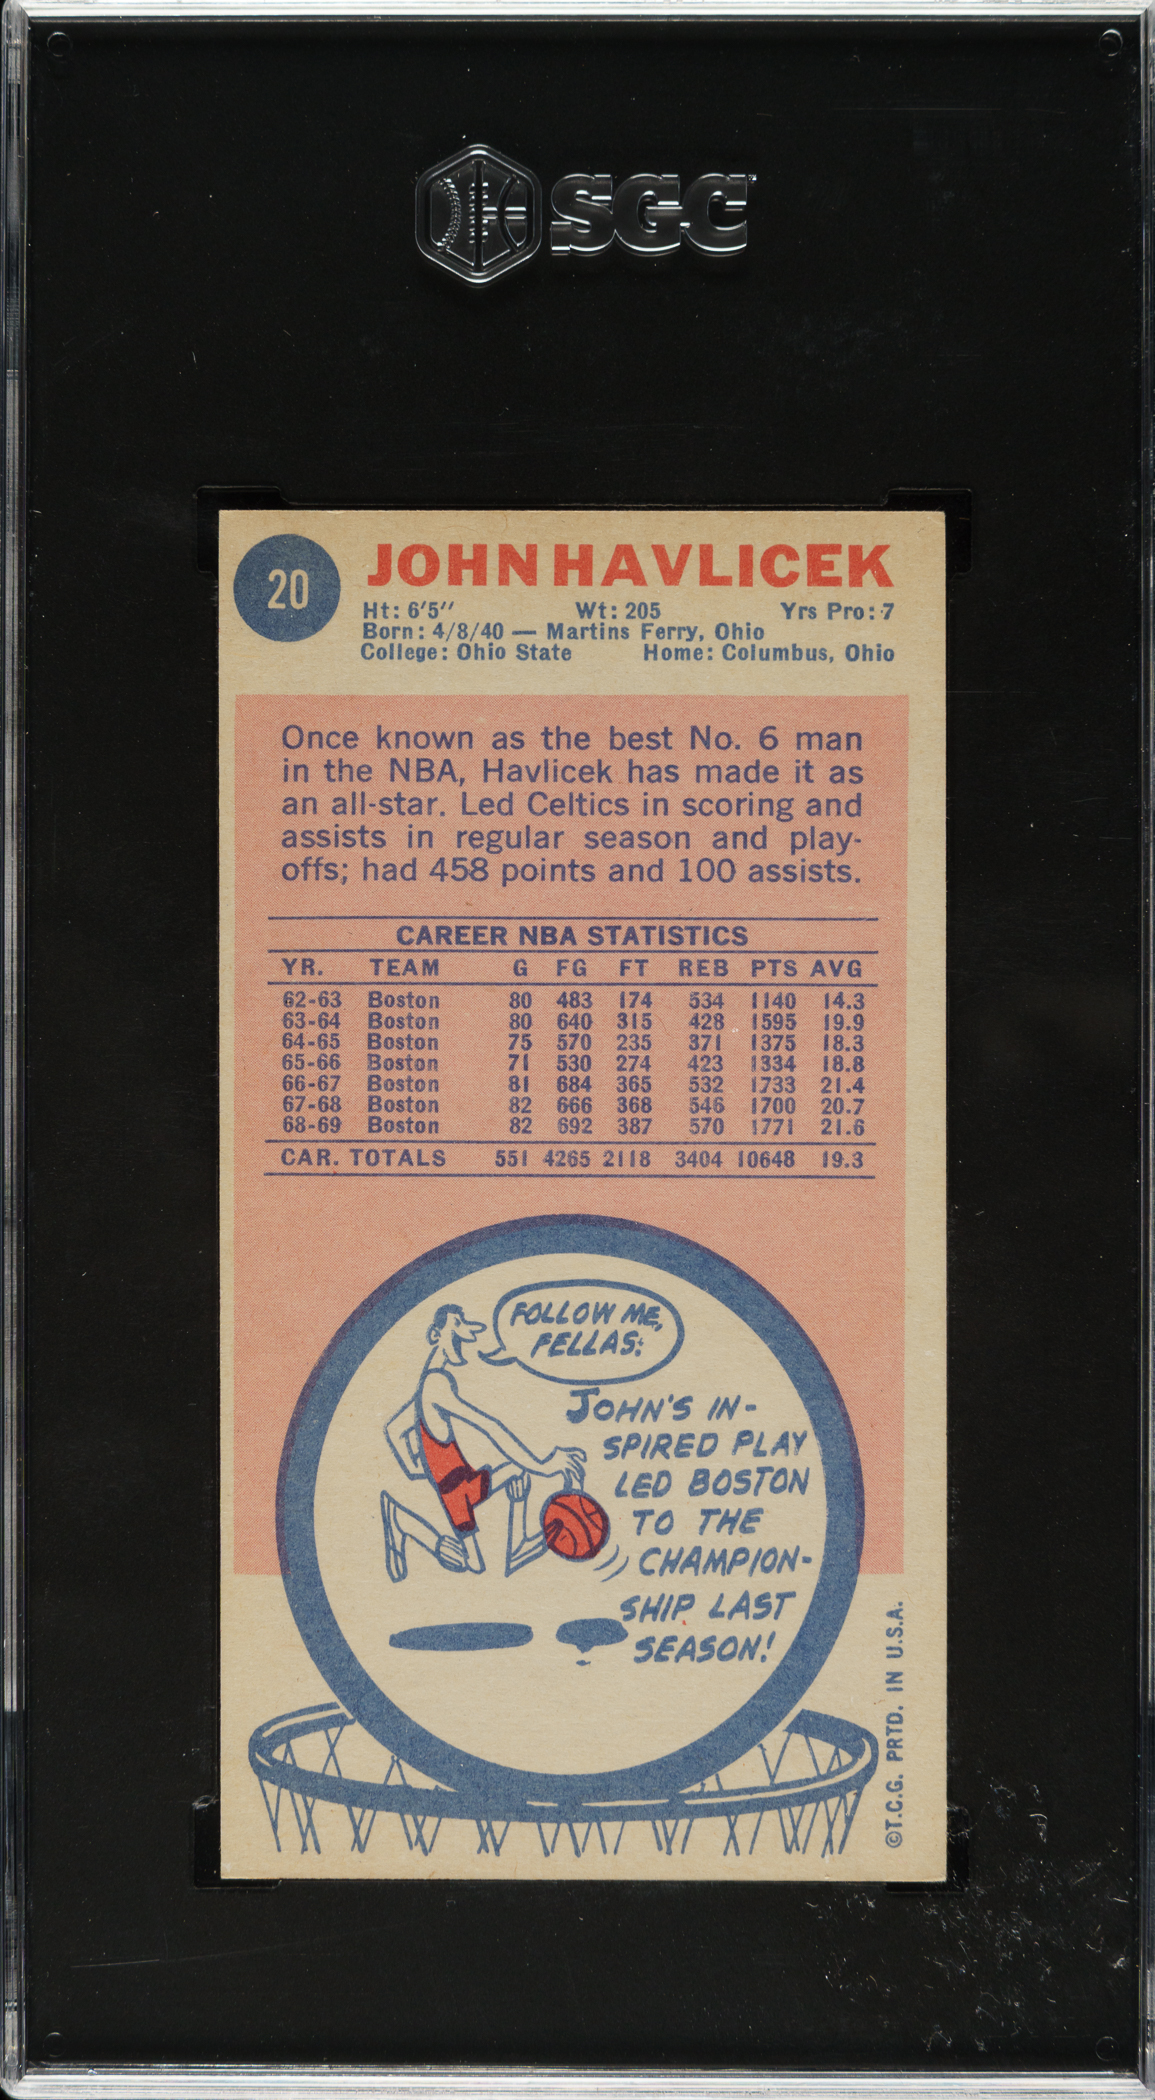 SGC
20
JOHN HAVLICEK
Ht: 6'5" Wt: 205 Yrs Pro: 7
Born: 4/8/40 — Martins Ferry, Ohio
College: Ohio State Home: Columbus, Ohio
Once known as the best No. 6 man
in the NBA, Havlicek has made it as
an all-star. Led Celtics in scoring and
assists in regular season and play-
offs; had 458 points and 100 assists.
CAREER NBA STATISTICS
YR. TEAM G FG FT REB PTS AVG
62-63 Boston 80 483 174 534 1140 14.3
63-64 Boston 80 640 315 428 1595 19.9
64-65 Boston 75 570 235 371 1375 18.3
65-66 Boston 71 530 274 423 1334 18.8
66-67 Boston 81 684 365 532 1733 21.4
67-68 Boston 82 666 368 546 1700 20.7
68-69 Boston 82 692 387 570 1771 21.6
CAR. TOTALS 551 4265 2118 3404 10648 19.3
FOLLOW ME,
FELLAS.
JOHN'S IN-
SPIRED PLAY
LED BOSTON
TO THE
CHAMPION-
SHIP LAST
SEASON!
©T.C.G. PRTD. IN U.S.A.